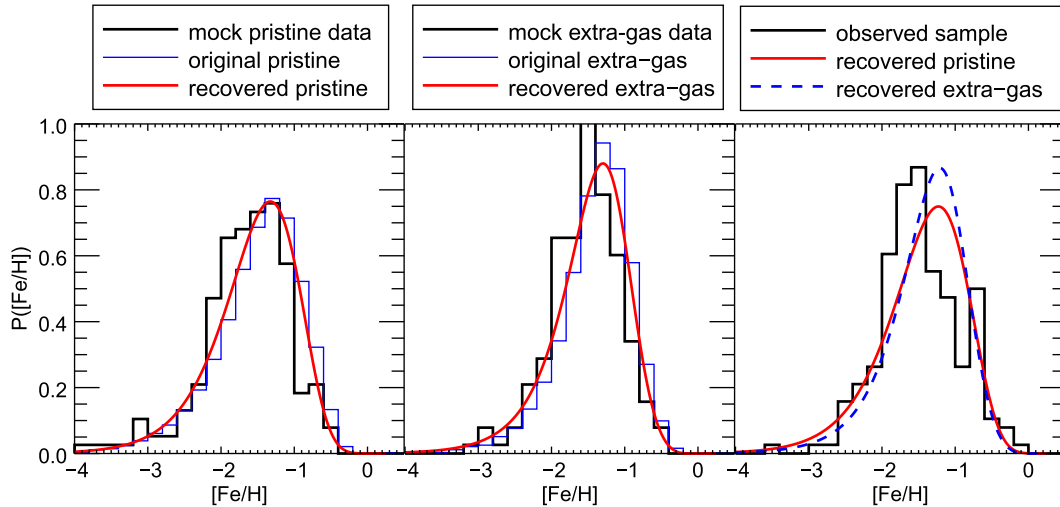 mock pristine data
original pristine
recovered pristine
mock extra-gas data
original extra−gas
recovered extra-gas
observed sample
recovered pristine
recovered extra−gas
P([Fe/H])
1.0
0.8
0.6
0.4
0.2
0.0
−4 −3 −2 −1 0
−4 −3 −2 −1 0
−4 −3 −2 −1 0
[Fe/H]
[Fe/H]
[Fe/H]